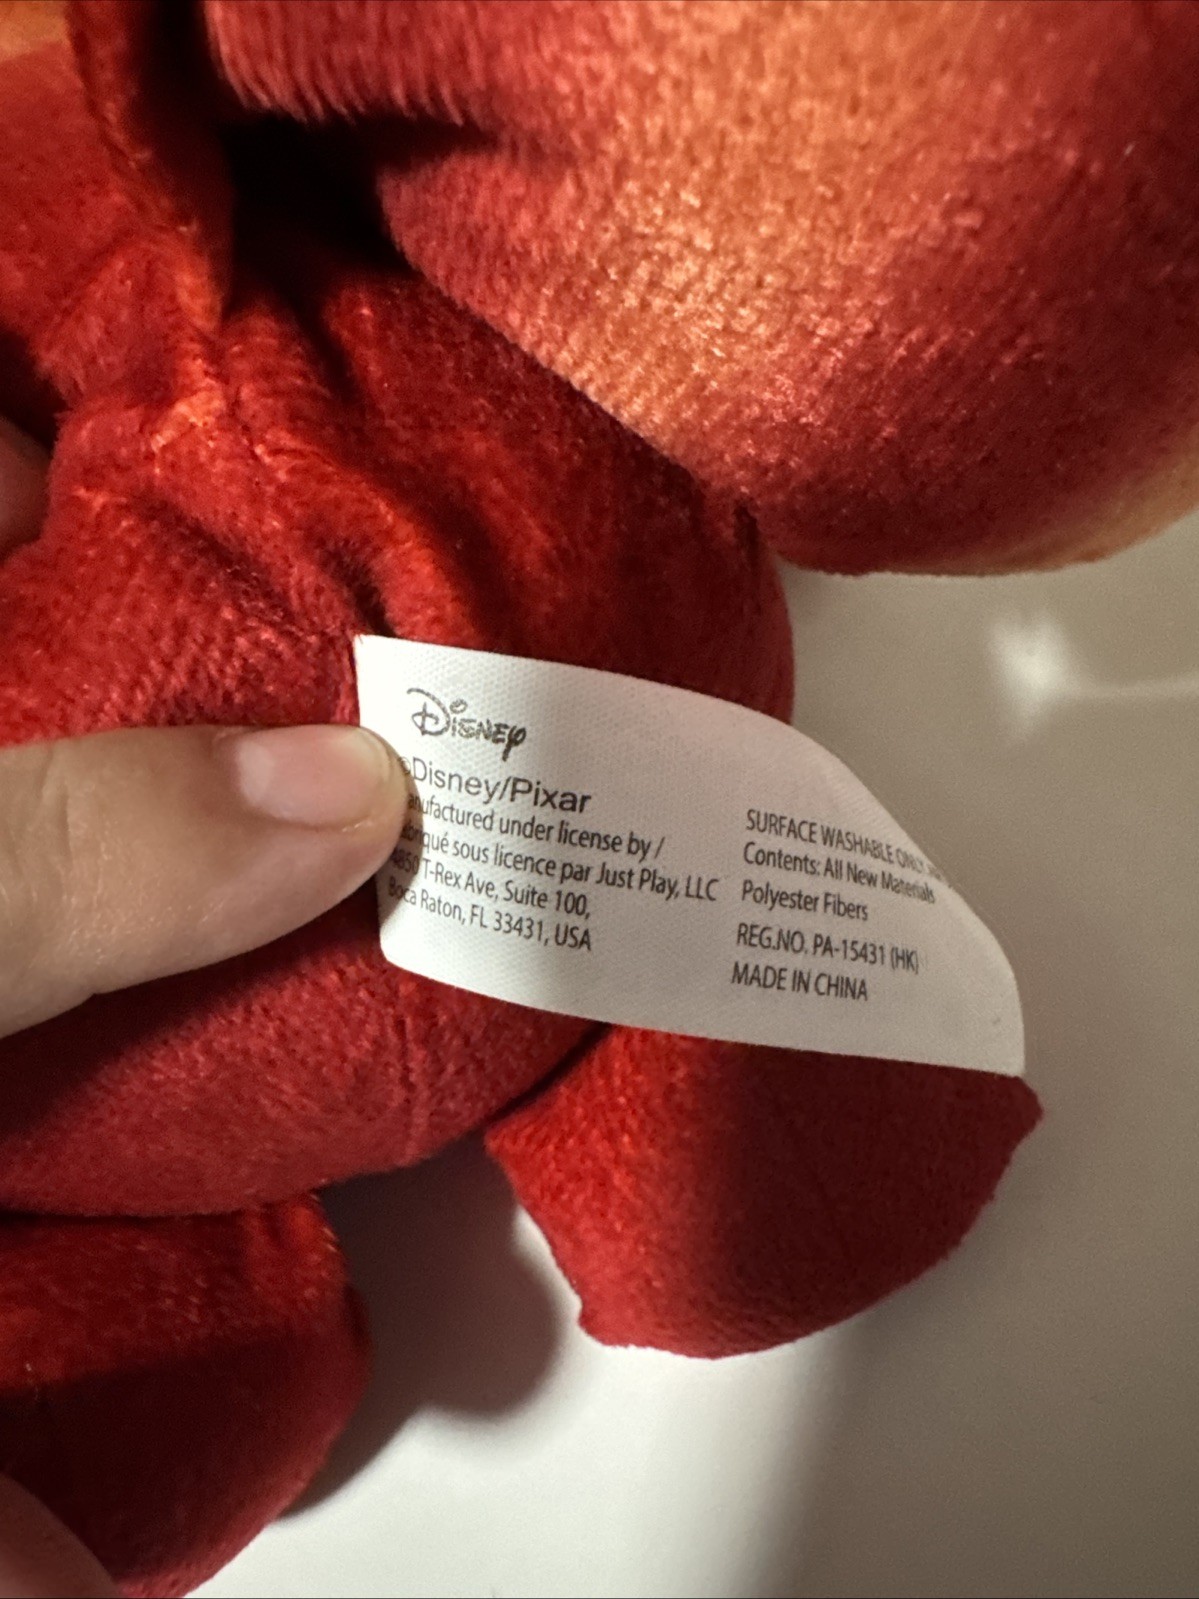 Disney
©Disney/Pixar
anufactured under license by /
abriqué sous licence par Just Play, LLC
4850 T-Rex Ave, Suite 100,
Boca Raton, FL 33431, USA
SURFACE WASHABLE ONLY
Contents: All New Materials
Polyester Fibers
REG.NO. PA-15431 (HK)
MADE IN CHINA